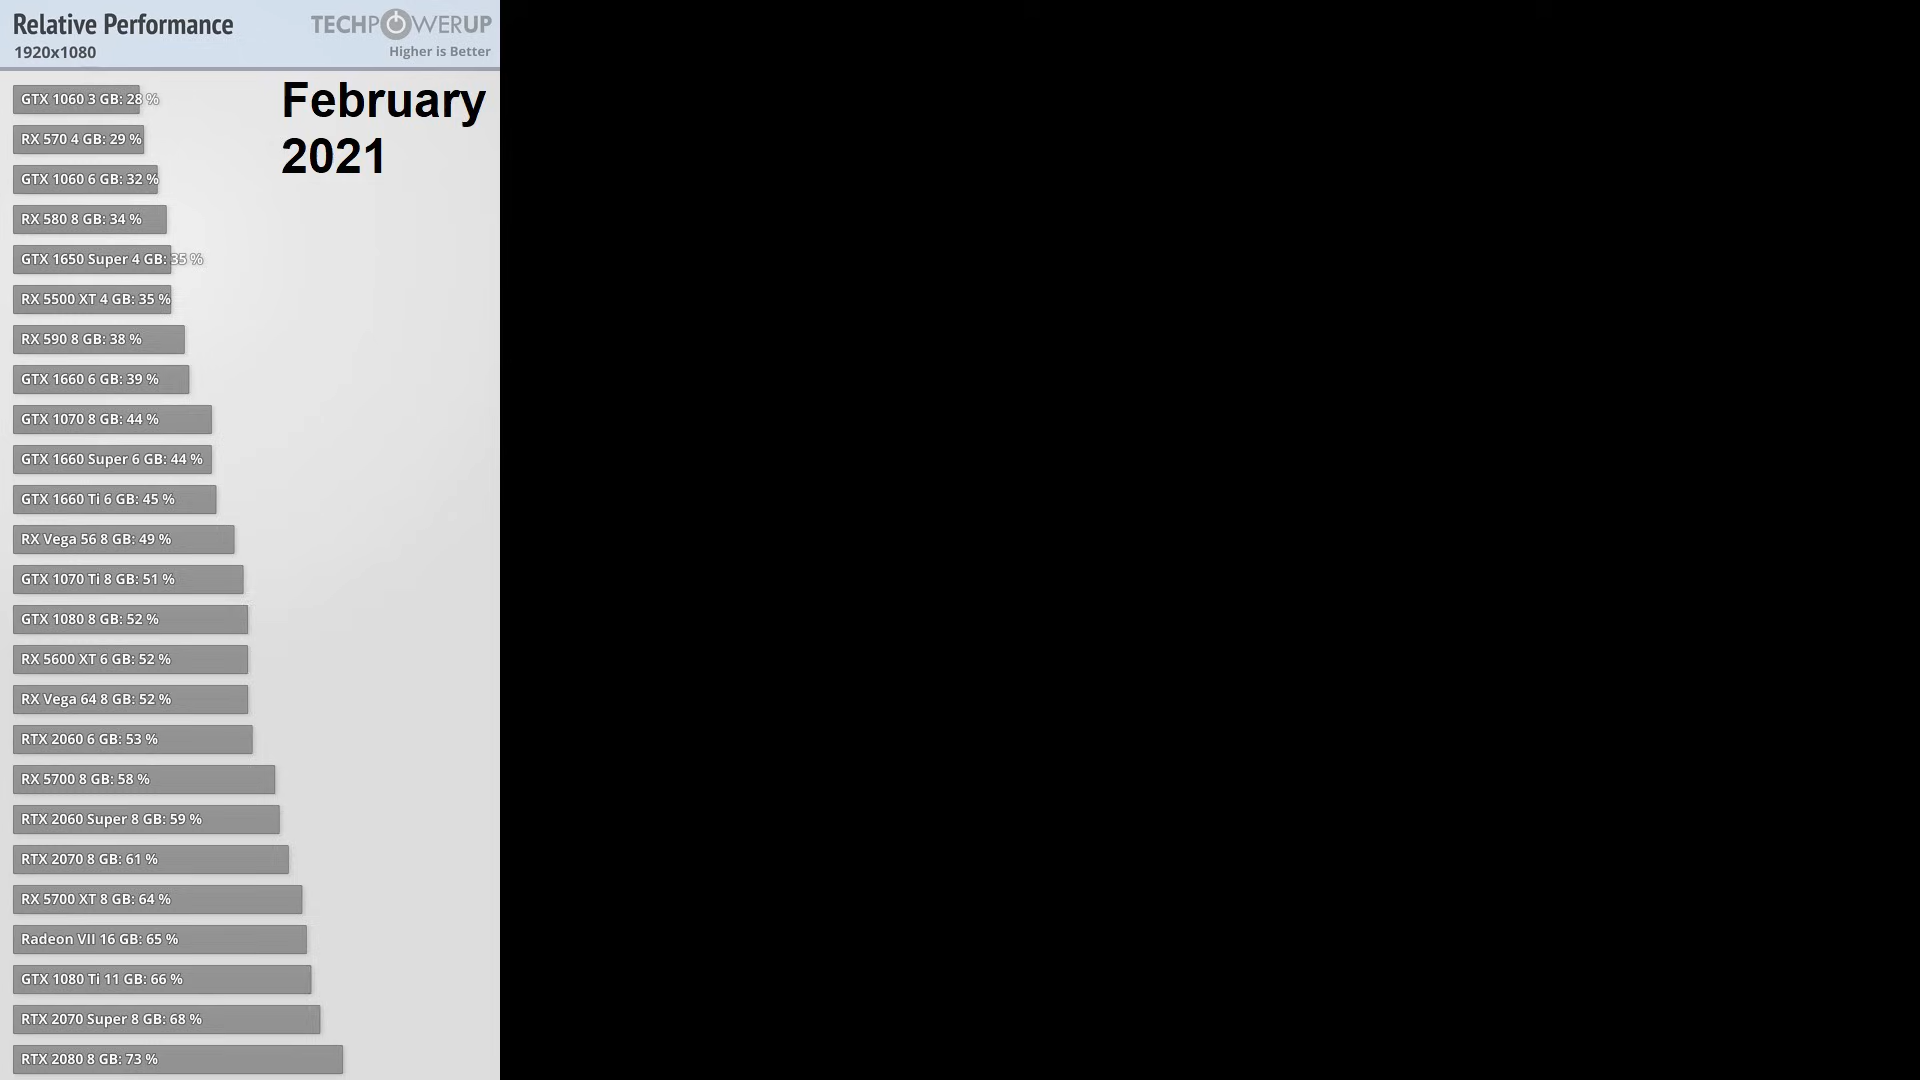 Relative Performance
TECHPOWERUP
1920x1080
Higher is Better
February
2021
GTX 1060 3 GB: 28 %
RX 570 4 GB: 29 %
GTX 1060 6 GB: 32 %
RX 580 8 GB: 34 %
GTX 1650 Super 4 GB: 35 %
RX 5500 XT 4 GB: 35 %
RX 590 8 GB: 38 %
GTX 1660 6 GB: 39 %
GTX 1070 8 GB: 44 %
GTX 1660 Super 6 GB: 44 %
GTX 1660 Ti 6 GB: 45 %
RX Vega 56 8 GB: 49 %
GTX 1070 Ti 8 GB: 51 %
GTX 1080 8 GB: 52 %
RX 5600 XT 6 GB: 52 %
RX Vega 64 8 GB: 52 %
RTX 2060 6 GB: 53 %
RX 5700 8 GB: 58 %
RTX 2060 Super 8 GB: 59 %
RTX 2070 8 GB: 61 %
RX 5700 XT 8 GB: 64 %
Radeon VII 16 GB: 65 %
GTX 1080 Ti 11 GB: 66 %
RTX 2070 Super 8 GB: 68 %
RTX 2080 8 GB: 73 %